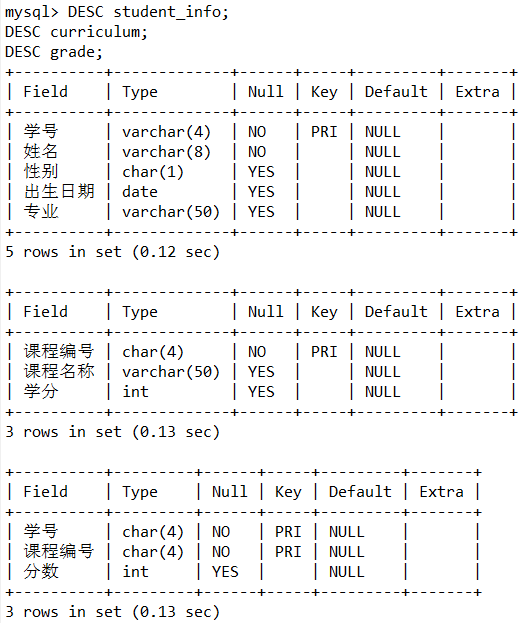 mysql> DESC student_info;
DESC curriculum;
DESC grade;
+----------+-------------+------+-----+---------+-------+
| Field    | Type        | Null | Key | Default | Extra |
+----------+-------------+------+-----+---------+-------+
| 学号     | varchar(4)  | NO   | PRI | NULL    |       |
| 姓名     | varchar(8)  | NO   |     | NULL    |       |
| 性别     | char(1)     | YES  |     | NULL    |       |
| 出生日期 | date        | YES  |     | NULL    |       |
| 专业     | varchar(50) | YES  |     | NULL    |       |
+----------+-------------+------+-----+---------+-------+
5 rows in set (0.12 sec)

+----------+-------------+------+-----+---------+-------+
| Field    | Type        | Null | Key | Default | Extra |
+----------+-------------+------+-----+---------+-------+
| 课程编号 | char(4)     | NO   | PRI | NULL    |       |
| 课程名称 | varchar(50) | YES  |     | NULL    |       |
| 学分     | int         | YES  |     | NULL    |       |
+----------+-------------+------+-----+---------+-------+
3 rows in set (0.13 sec)

+----------+---------+------+-----+---------+-------+
| Field    | Type    | Null | Key | Default | Extra |
+----------+---------+------+-----+---------+-------+
| 学号     | char(4) | NO   | PRI | NULL    |       |
| 课程编号 | char(4) | NO   | PRI | NULL    |       |
| 分数     | int     | YES  |     | NULL    |       |
+----------+---------+------+-----+---------+-------+
3 rows in set (0.13 sec)